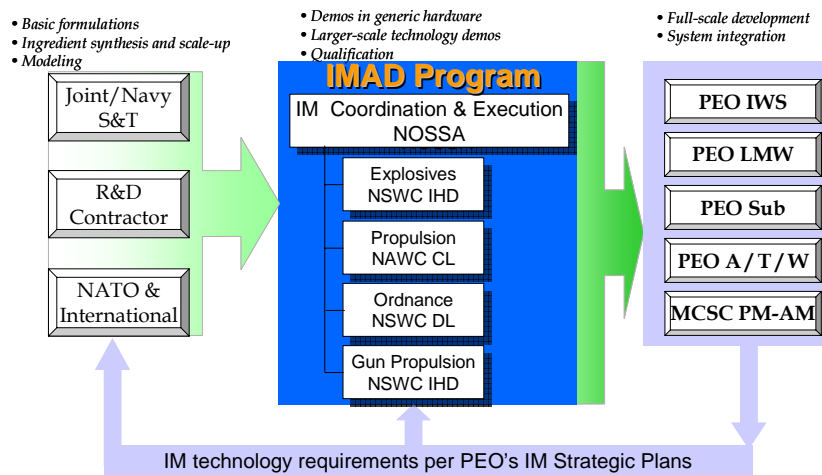 • Basic formulations
• Ingredient synthesis and scale-up
• Modeling
• Demos in generic hardware
• Larger-scale technology demos
• Qualification
• Full-scale development
• System integration
Joint/Navy
S&T
R&D
Contractor
NATO &
International
IMAD Program
IM Coordination & Execution
NOSSA
Explosives
NSWC IHD
Propulsion
NAWC CL
Ordnance
NSWC DL
Gun Propulsion
NSWC IHD
PEO IWS
PEO LMW
PEO Sub
PEO A / T / W
MCSC PM-AM
IM technology requirements per PEO's IM Strategic Plans